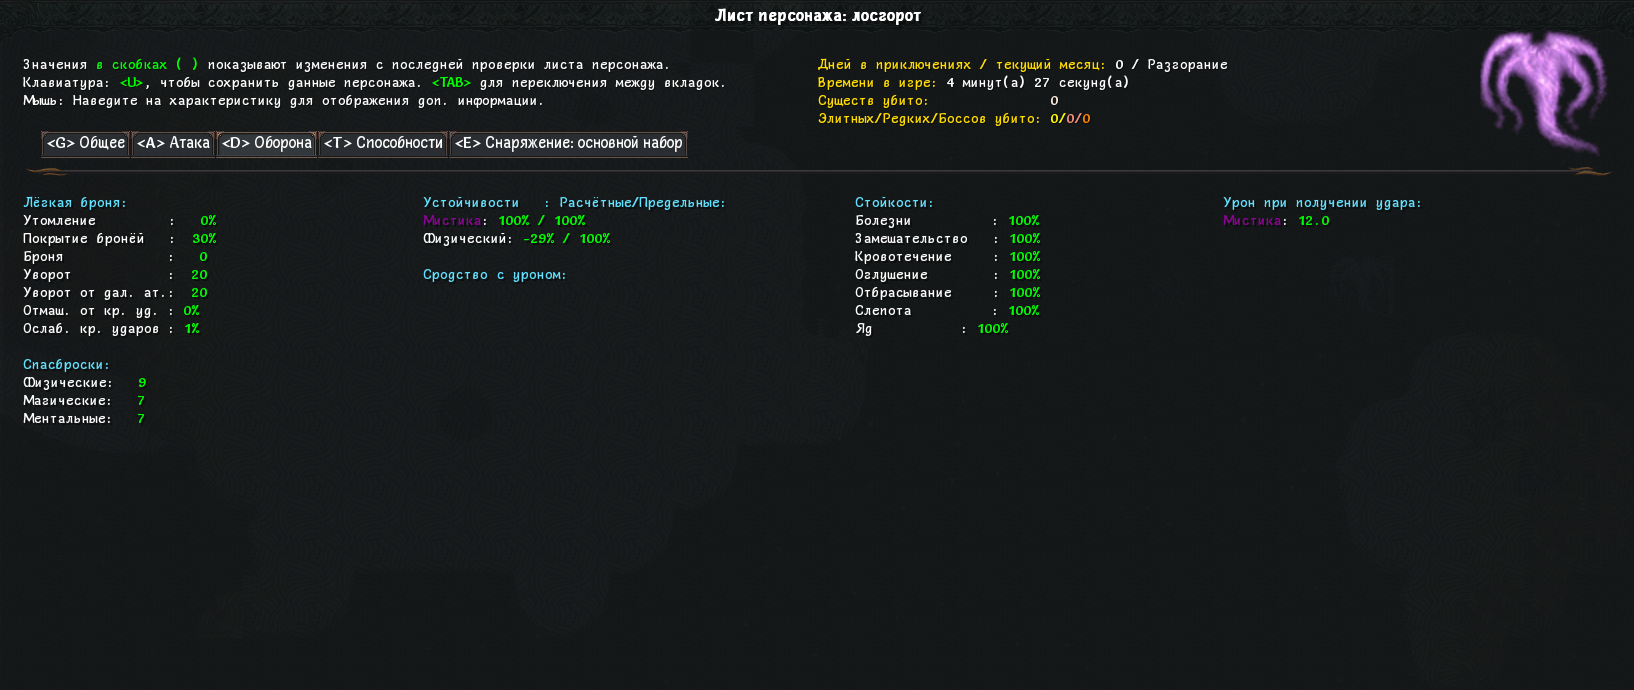 Лист персонажа: лосгорот
Значения в скобках ( ) показывают изменения с последней проверки листа персонажа.
Клавиатура: <U>, чтобы сохранить данные персонажа. <TAB> для переключения между вкладок.
Мышь: Наведите на характеристику для отображения доп. информации.
Дней в приключениях / текущий месяц: 0 / Разгорание
Времени в игре: 4 минут(а) 27 секунд(а)
Существ убито: 0
Элитных/Редких/Боссов убито: 0/0/0
<G> Общее <A> Атака <D> Оборона <T> Способности <E> Снаряжение: основной набор
Лёгкая броня:
Утомление : 0%
Покрытие бронёй : 30%
Броня : 0
Уворот : 20
Уворот от дал. ат.: 20
Отмаш. от кр. уд. : 0%
Ослаб. кр. ударов : 1%
Спасброски:
Физические: 9
Магические: 7
Ментальные: 7
Устойчивости : Расчётные/Предельные:
Мистика: 100% / 100%
Физический: -29% / 100%
Сродство с уроном:
Стойкости:
Болезни : 100%
Замешательство : 100%
Кровотечение : 100%
Оглушение : 100%
Отбрасывание : 100%
Слепота : 100%
Яд : 100%
Урон при получении удара:
Мистика: 12.0